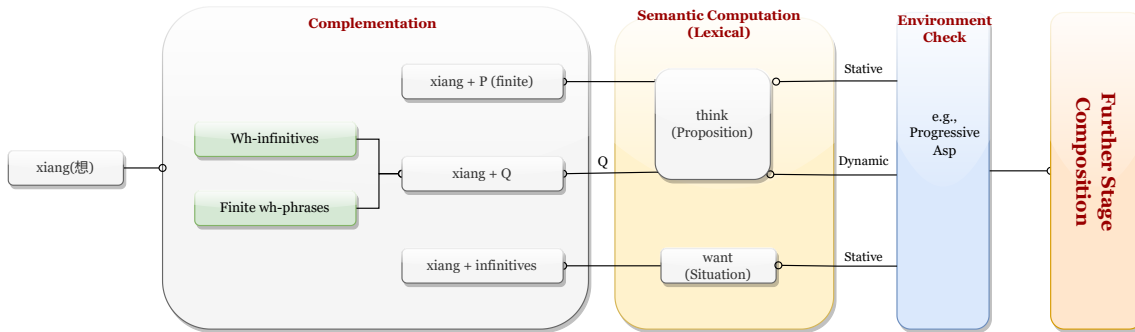 Complementation
Semantic Computation
(Lexical)
Environment
Check
xiang + P (finite)
Stative
think
(Proposition)
Wh-infinitives
e.g.,
Progressive
Asp
Further Stage
Composition
xiang(想)
xiang + Q
Q
Dynamic
Finite wh-phrases
xiang + infinitives
want
(Situation)
Stative